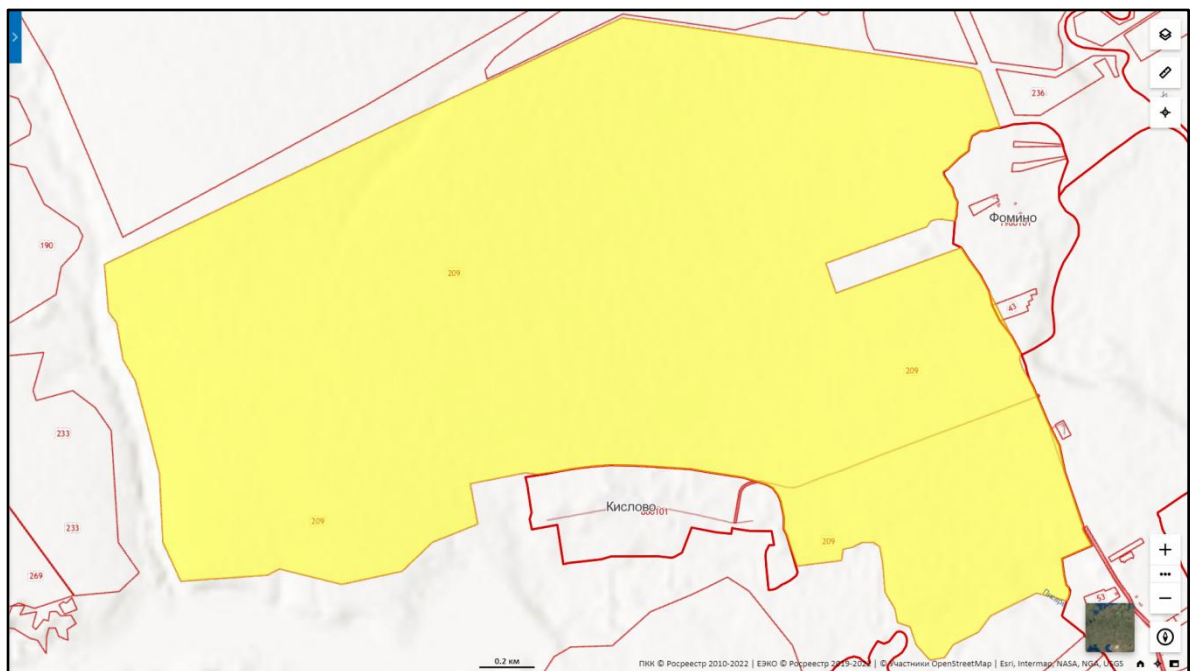 236
Фомино
190
209
43
209
233
Кислово
209
233
209
269
53
0.2 км
ПКК © Росреестр 2010-2022 | ЕЭКО © Росреестр 2019-2022 | © Участники OpenStreetMap | Esri, Intermap, NASA, NGA, USGS